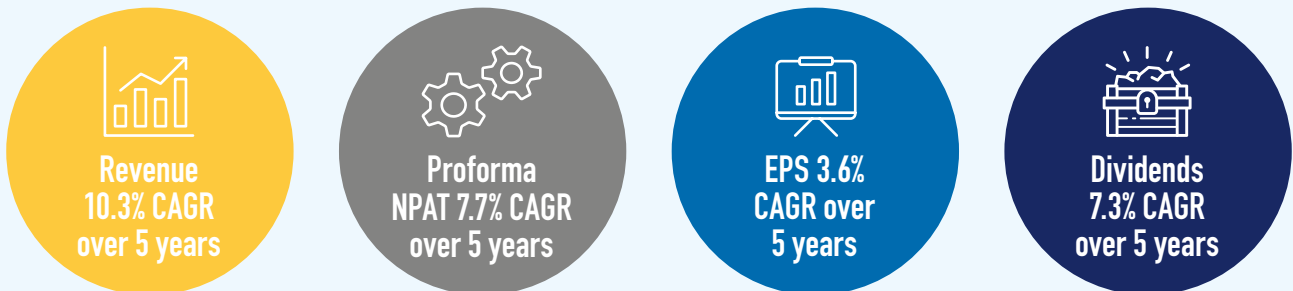 Revenue
10.3% CAGR
over 5 years
Proforma
NPAT 7.7% CAGR
over 5 years
EPS 3.6%
CAGR over
5 years
Dividends
7.3% CAGR
over 5 years